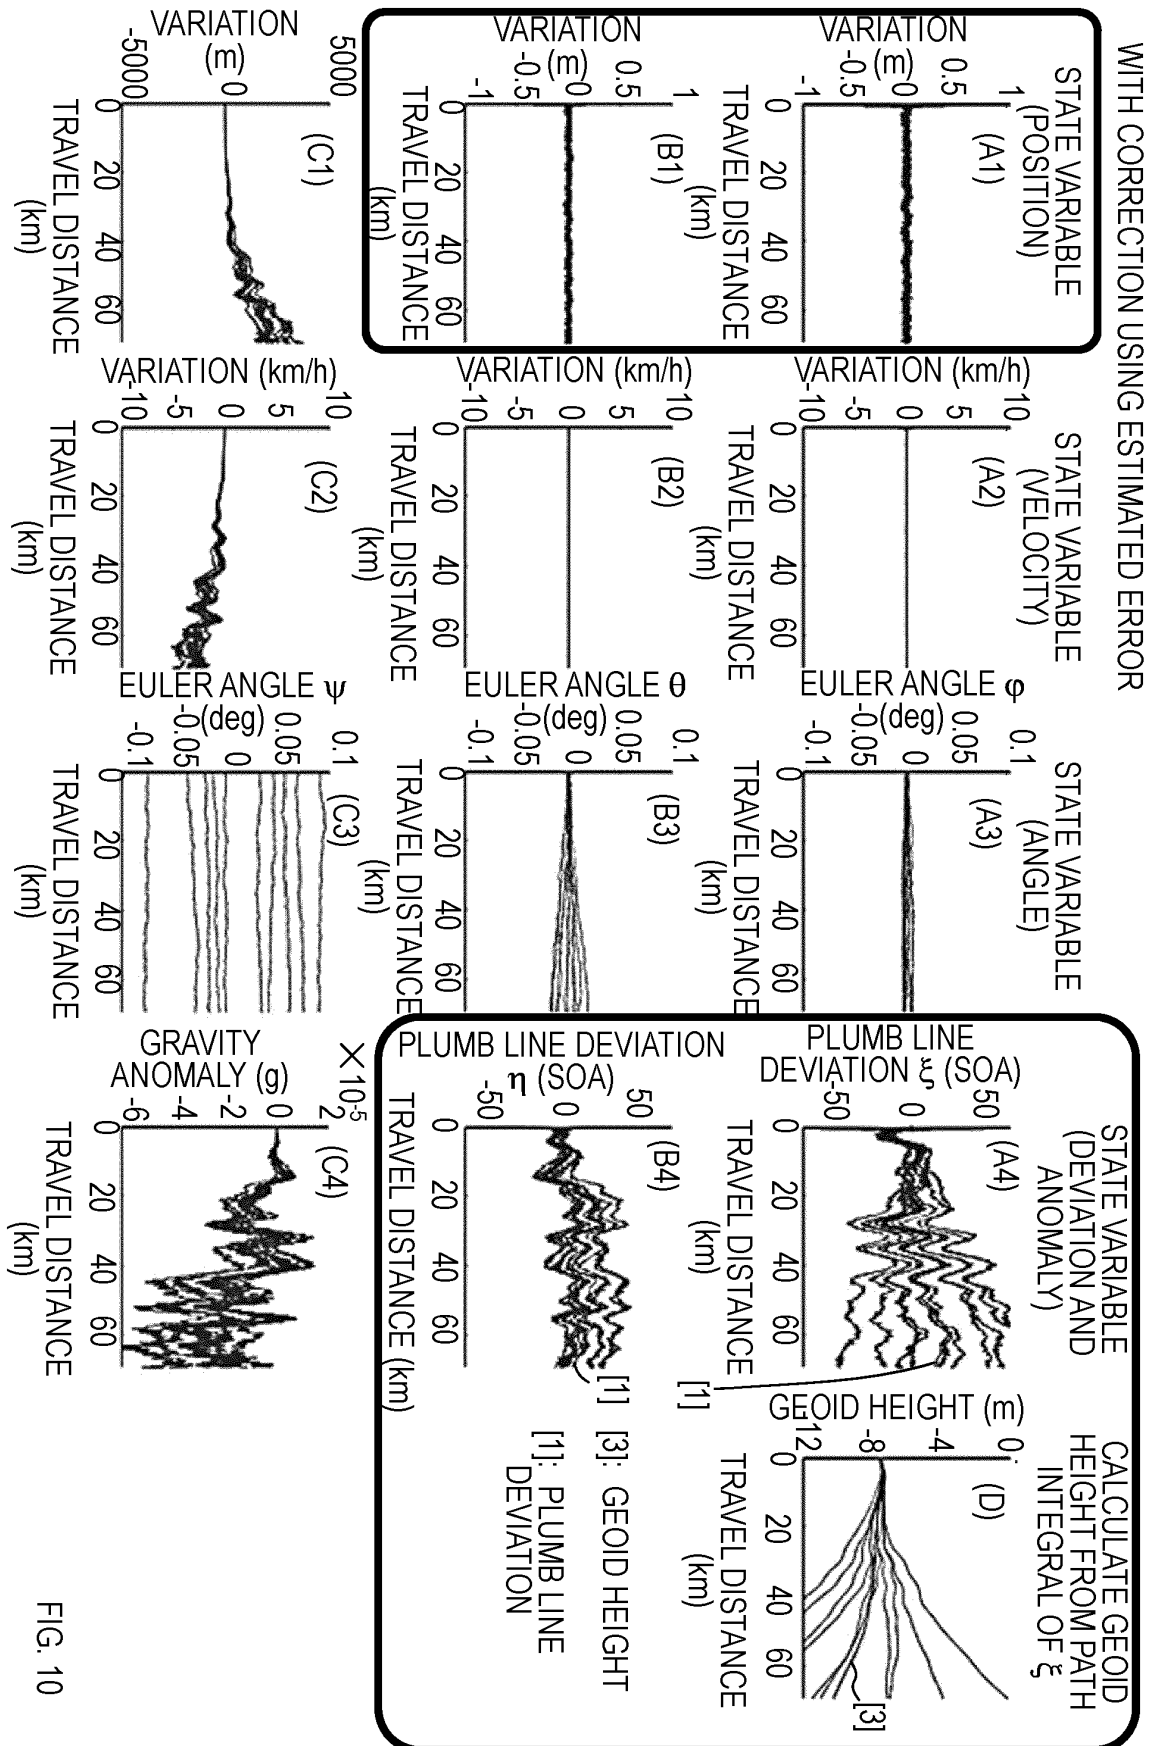 WITH CORRECTION USING ESTIMATED ERROR
STATE VARIABLE
(POSITION)
STATE VARIABLE
(VELOCITY)
STATE VARIABLE
(ANGLE)
STATE VARIABLE
(DEVIATION AND
ANOMALY)
CALCULATE GEOID
HEIGHT FROM PATH
INTEGRAL OF ξ
VARIATION
(m)
1
0.5
0
-0.5
-1
(A1)
0 20 40 60
TRAVEL DISTANCE
(km)
VARIATION (km/h)
10
5
0
-5
-10
(A2)
0 20 40 60
TRAVEL DISTANCE
(km)
EULER ANGLE φ
(deg)
0.1
0.05
0
-0.05
-0.1
(A3)
0 20 40 60
TRAVEL DISTANCE
(km)
PLUMB LINE
DEVIATION ξ (SOA)
50
0
-50
(A4)
0 20 40 60
TRAVEL DISTANCE
(km)
[1]
GEOID HEIGHT (m)
0
-4
-8
-12
(D)
0 20 40 60
TRAVEL DISTANCE
(km)
[3]
VARIATION
(m)
1
0.5
0
-0.5
-1
(B1)
0 20 40 60
TRAVEL DISTANCE
(km)
VARIATION (km/h)
10
5
0
-5
-10
(B2)
0 20 40 60
TRAVEL DISTANCE
(km)
EULER ANGLE θ
(deg)
0.1
0.05
0
-0.05
-0.1
(B3)
0 20 40 60
TRAVEL DISTANCE
(km)
PLUMB LINE DEVIATION
η (SOA)
50
0
-50
(B4)
0 20 40 60
TRAVEL DISTANCE (km)
[1]
[3]: GEOID HEIGHT
[1]: PLUMB LINE
DEVIATION
VARIATION
(m)
5000
0
-5000
(C1)
0 20 40 60
TRAVEL DISTANCE
(km)
VARIATION (km/h)
10
5
0
-5
-10
(C2)
0 20 40 60
TRAVEL DISTANCE
(km)
EULER ANGLE ψ
(deg)
0.1
0.05
0
-0.05
-0.1
(C3)
0 20 40 60
TRAVEL DISTANCE
(km)
GRAVITY
ANOMALY (g)
×10-5
2
0
-2
-4
-6
(C4)
0 20 40 60
TRAVEL DISTANCE
(km)
FIG. 10